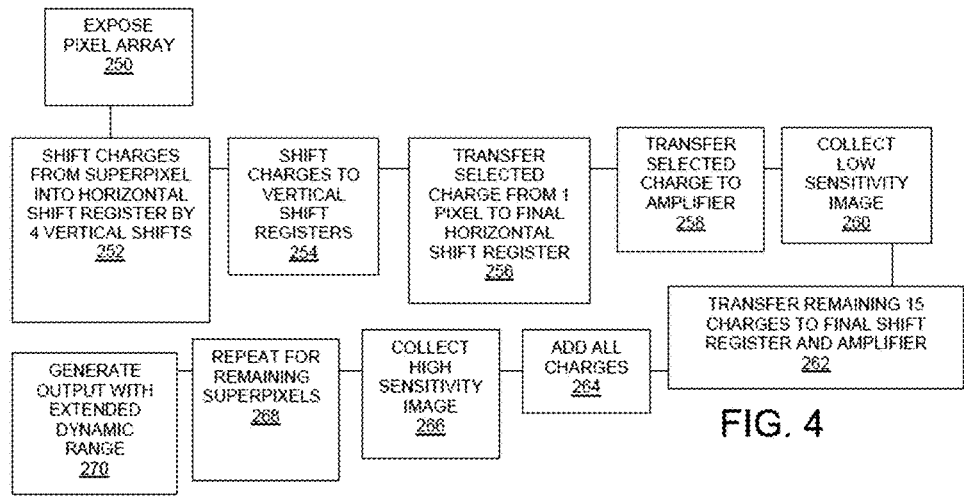 EXPOSE
PIXEL ARRAY
250
SHIFT CHARGES
FROM SUPERPIXEL
INTO HORIZONTAL
SHIFT REGISTER BY
4 VERTICAL SHIFTS
352
SHIFT
CHARGES TO
VERTICAL
SHIFT
REGISTERS
254
TRANSFER
SELECTED
CHARGE FROM 1
PIXEL TO FINAL
HORIZONTAL
SHIFT REGISTER
256
TRANSFER
SELECTED
CHARGE TO
AMPLIFIER
258
COLLECT
LOW
SENSITIVITY
IMAGE
260
TRANSFER REMAINING 15
CHARGES TO FINAL SHIFT
REGISTER AND AMPLIFIER
262
ADD ALL
CHARGES
264
COLLECT
HIGH
SENSITIVITY
IMAGE
266
REPEAT FOR
REMAINING
SUPERPIXELS
268
GENERATE
OUTPUT WITH
EXTENDED
DYNAMIC
RANGE
270
FIG. 4